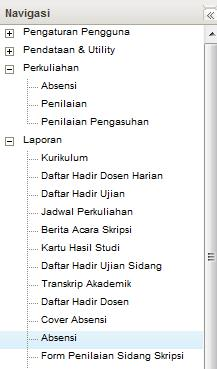 Navigasi
Pengaturan Pengguna
Pendataan & Utility
Perkuliahan
Absensi
Penilaian
Penilaian Pengasuhan
Laporan
Kurikulum
Daftar Hadir Dosen Harian
Daftar Hadir Ujian
Jadwal Perkuliahan
Berita Acara Skripsi
Kartu Hasil Studi
Daftar Hadir Ujian Sidang
Transkrip Akademik
Daftar Hadir Dosen
Cover Absensi
Absensi
Form Penilaian Sidang Skripsi